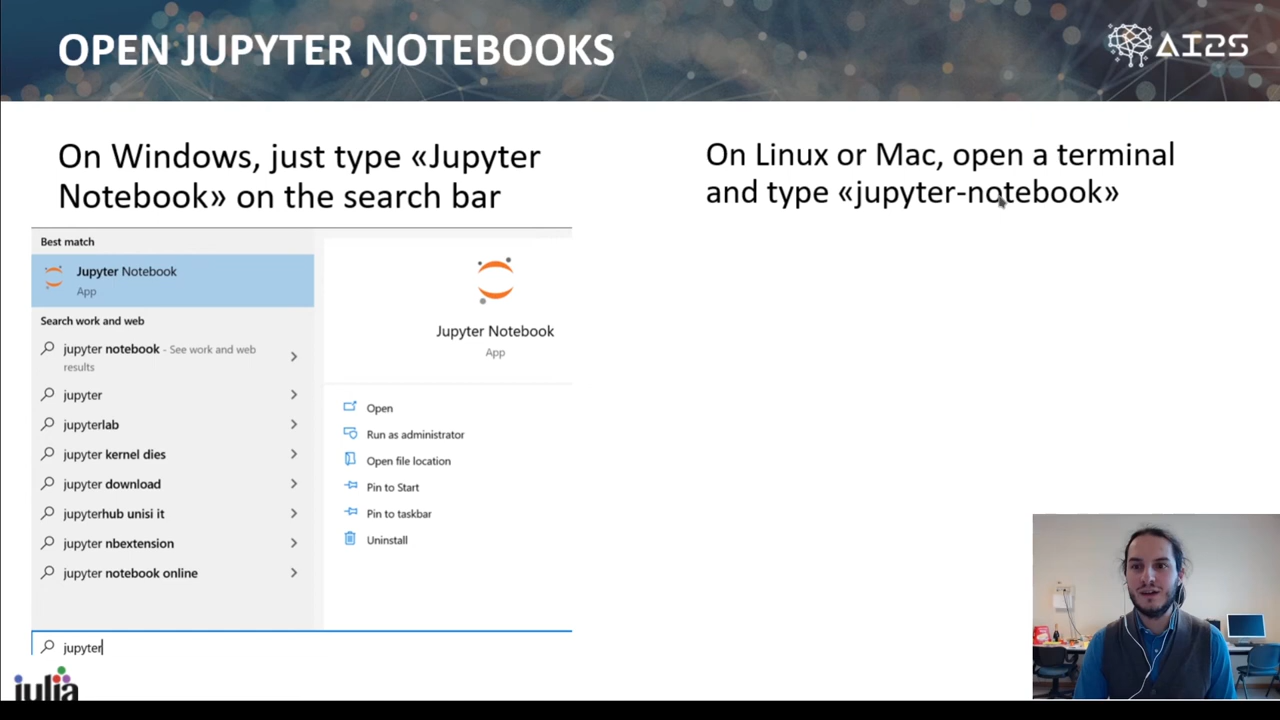 OPEN JUPYTER NOTEBOOKS
AI2S
On Windows, just type «Jupyter
Notebook» on the search bar
On Linux or Mac, open a terminal
and type «jupyter-notebook»
Best match
Jupyter Notebook
App
Search work and web
jupyter notebook - See work and web
results
jupyter
jupyterlab
jupyter kernel dies
jupyter download
jupyterhub unisi it
jupyter nbextension
jupyter notebook online
jupyter
Jupyter Notebook
App
Open
Run as administrator
Open file location
Pin to Start
Pin to taskbar
Uninstall
julia